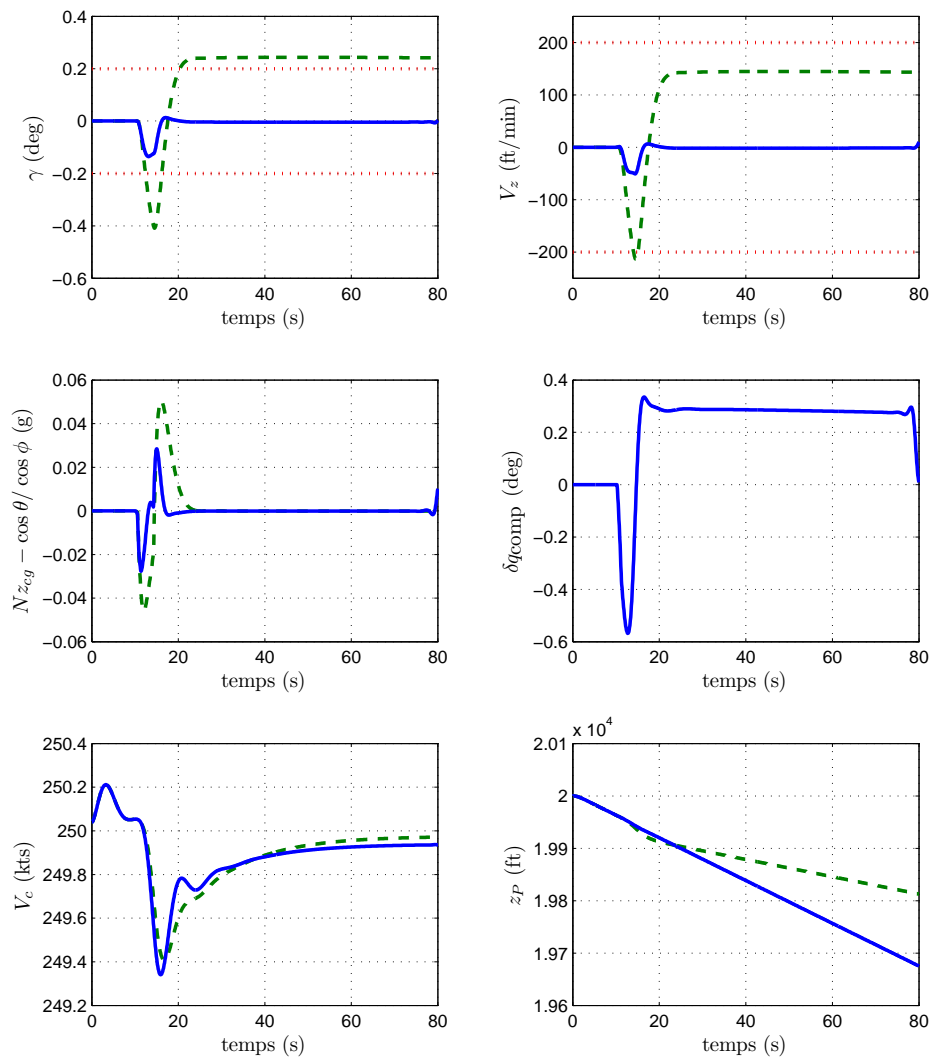 γ (deg)
0.4
0.2
0
−0.2
−0.4
−0.6
0 20 40 60 80
temps (s)
V_z (ft/min)
200
100
0
−100
−200
0 20 40 60 80
temps (s)
Nz_{cg} − cos θ/ cos ϕ (g)
0.06
0.04
0.02
0
−0.02
−0.04
−0.06
0 20 40 60 80
temps (s)
δqcomp (deg)
0.4
0.2
0
−0.2
−0.4
−0.6
0 20 40 60 80
temps (s)
V_c (kts)
250.4
250.2
250
249.8
249.6
249.4
249.2
0 20 40 60 80
temps (s)
x 10^4
z_P (ft)
2.01
2
1.99
1.98
1.97
1.96
0 20 40 60 80
temps (s)